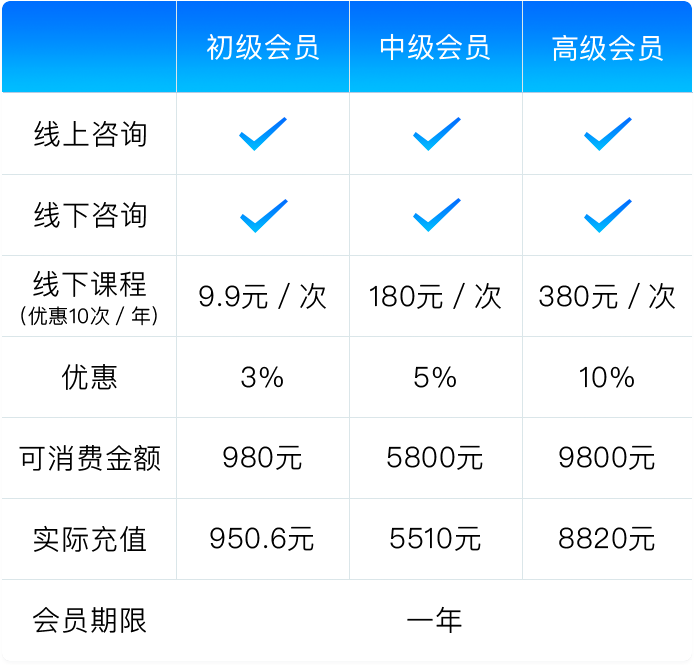 初级会员 中级会员 高级会员
线上咨询
线下咨询
线下课程 9.9元 / 次 180元 / 次 380元 / 次
(优惠10次 / 年)
优惠 3% 5% 10%
可消费金额 980元 5800元 9800元
实际充值 950.6元 5510元 8820元
会员期限 一年